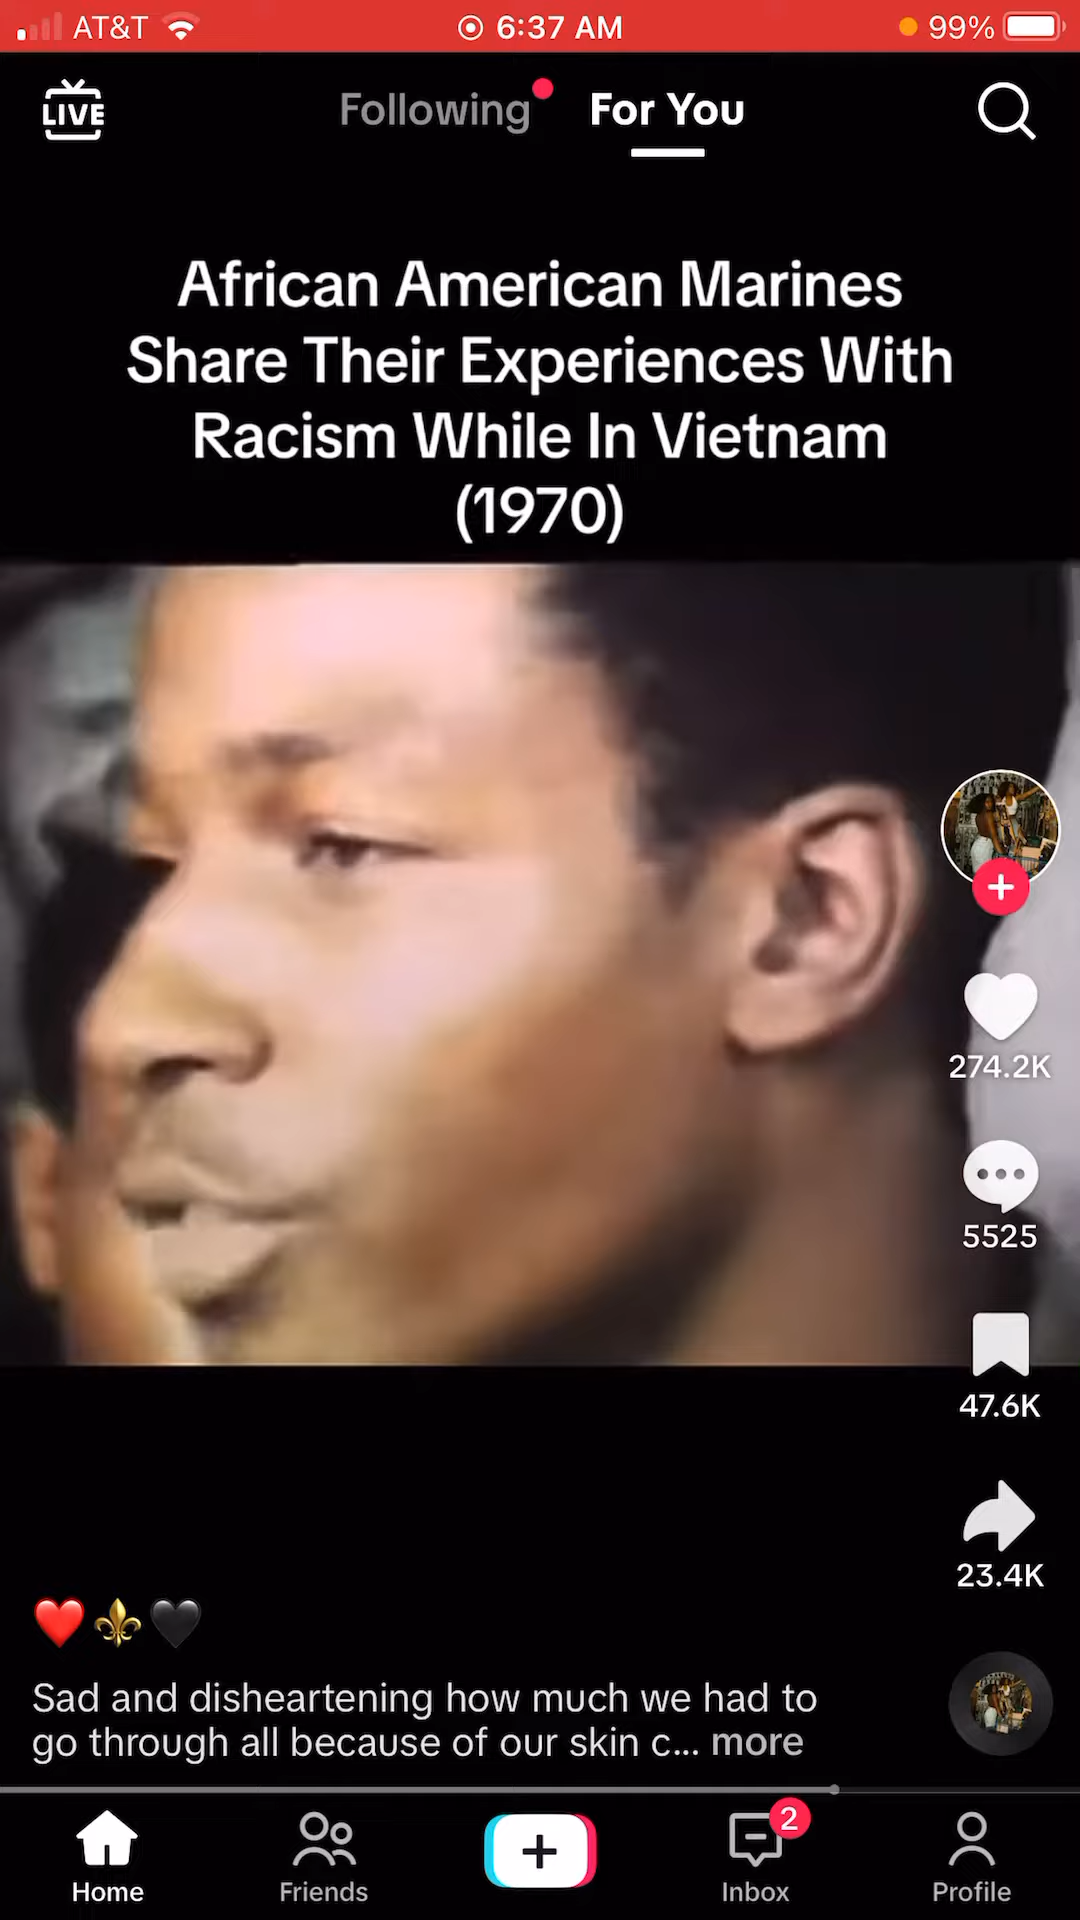 AT&T 6:37 AM 99%
LIVE Following For You
African American Marines
Share Their Experiences With
Racism While In Vietnam
(1970)
274.2K
5525
47.6K
23.4K
Sad and disheartening how much we had to
go through all because of our skin c... more
2
Home Friends Inbox Profile